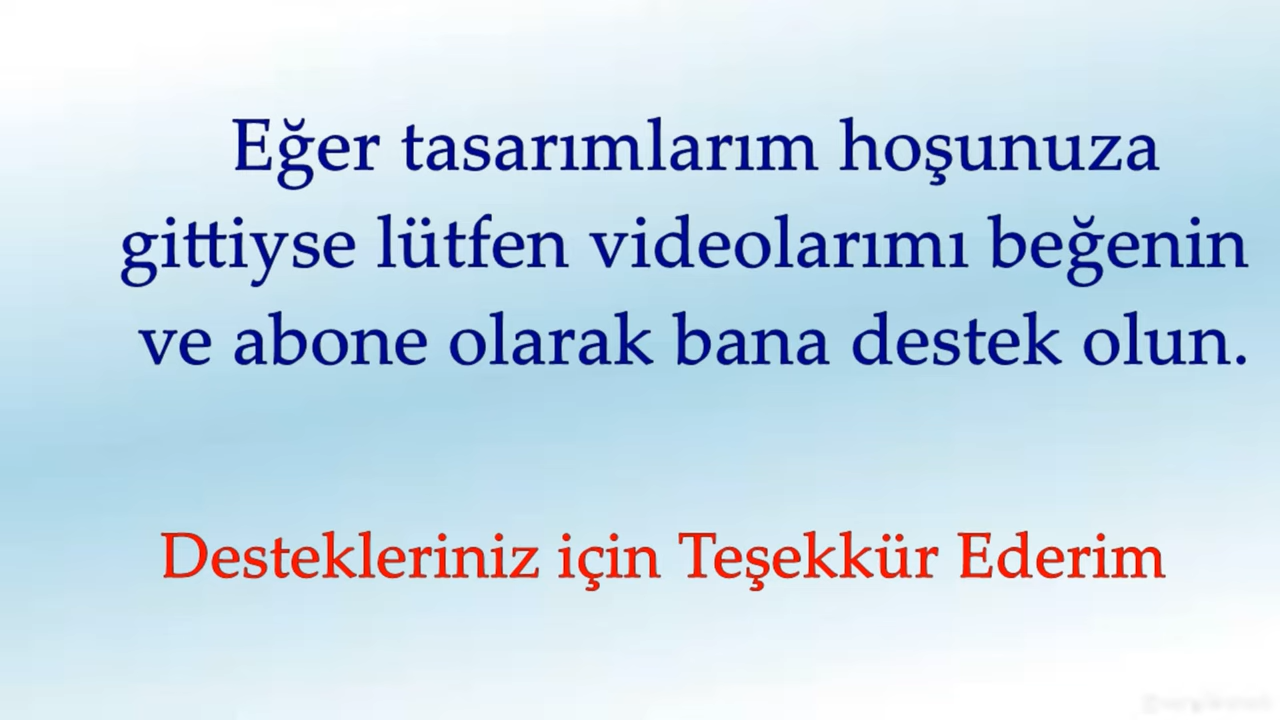 Eğer tasarımlarım hoşunuza
gittiyse lütfen videolarımı beğenin
ve abone olarak bana destek olun.
Destekleriniz için Teşekkür Ederim